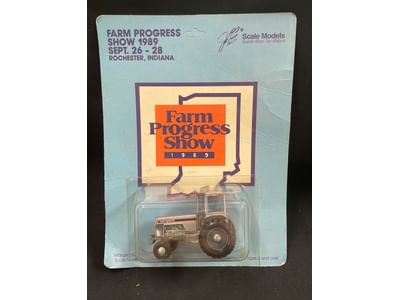 FARM PROGRESS
SHOW 1989
SEPT. 26 - 28
ROCHESTER, INDIANA
®
Scale Models
Farm
Progress
Show
1989